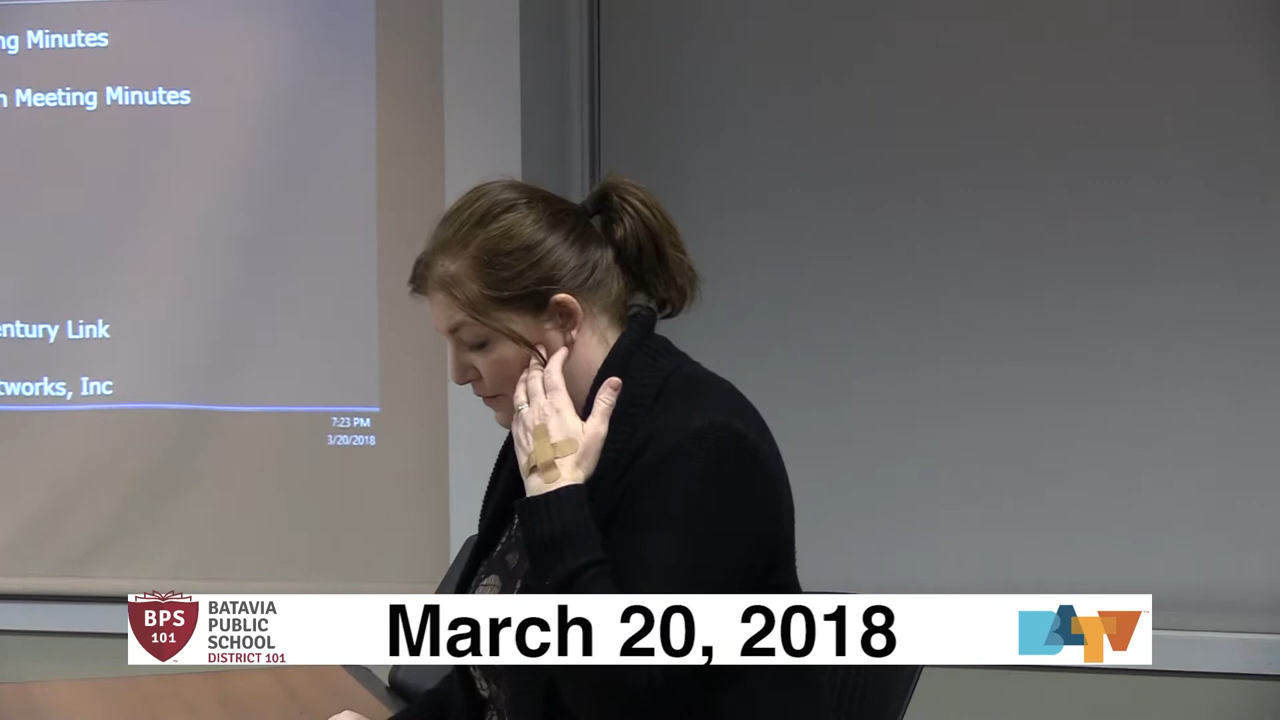 ng Minutes
n Meeting Minutes
entury Link
tworks, Inc
7:23 PM
3/20/2018
BPS
101
BATAVIA
PUBLIC
SCHOOL
DISTRICT 101
March 20, 2018
BATV